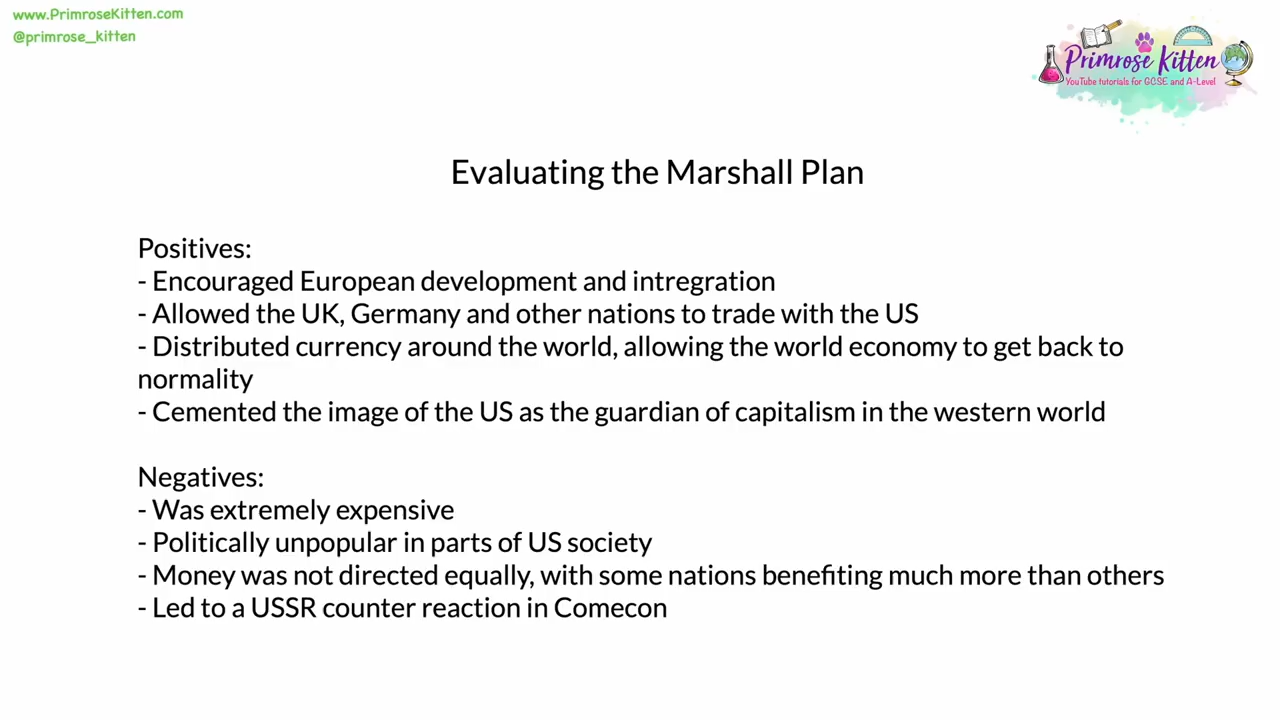 www.PrimroseKitten.com
@primrose_kitten
Primrose Kitten
YouTube tutorials for GCSE and A-Level
Evaluating the Marshall Plan
Positives:
- Encouraged European development and intregration
- Allowed the UK, Germany and other nations to trade with the US
- Distributed currency around the world, allowing the world economy to get back to
normality
- Cemented the image of the US as the guardian of capitalism in the western world
Negatives:
- Was extremely expensive
- Politically unpopular in parts of US society
- Money was not directed equally, with some nations benefiting much more than others
- Led to a USSR counter reaction in Comecon